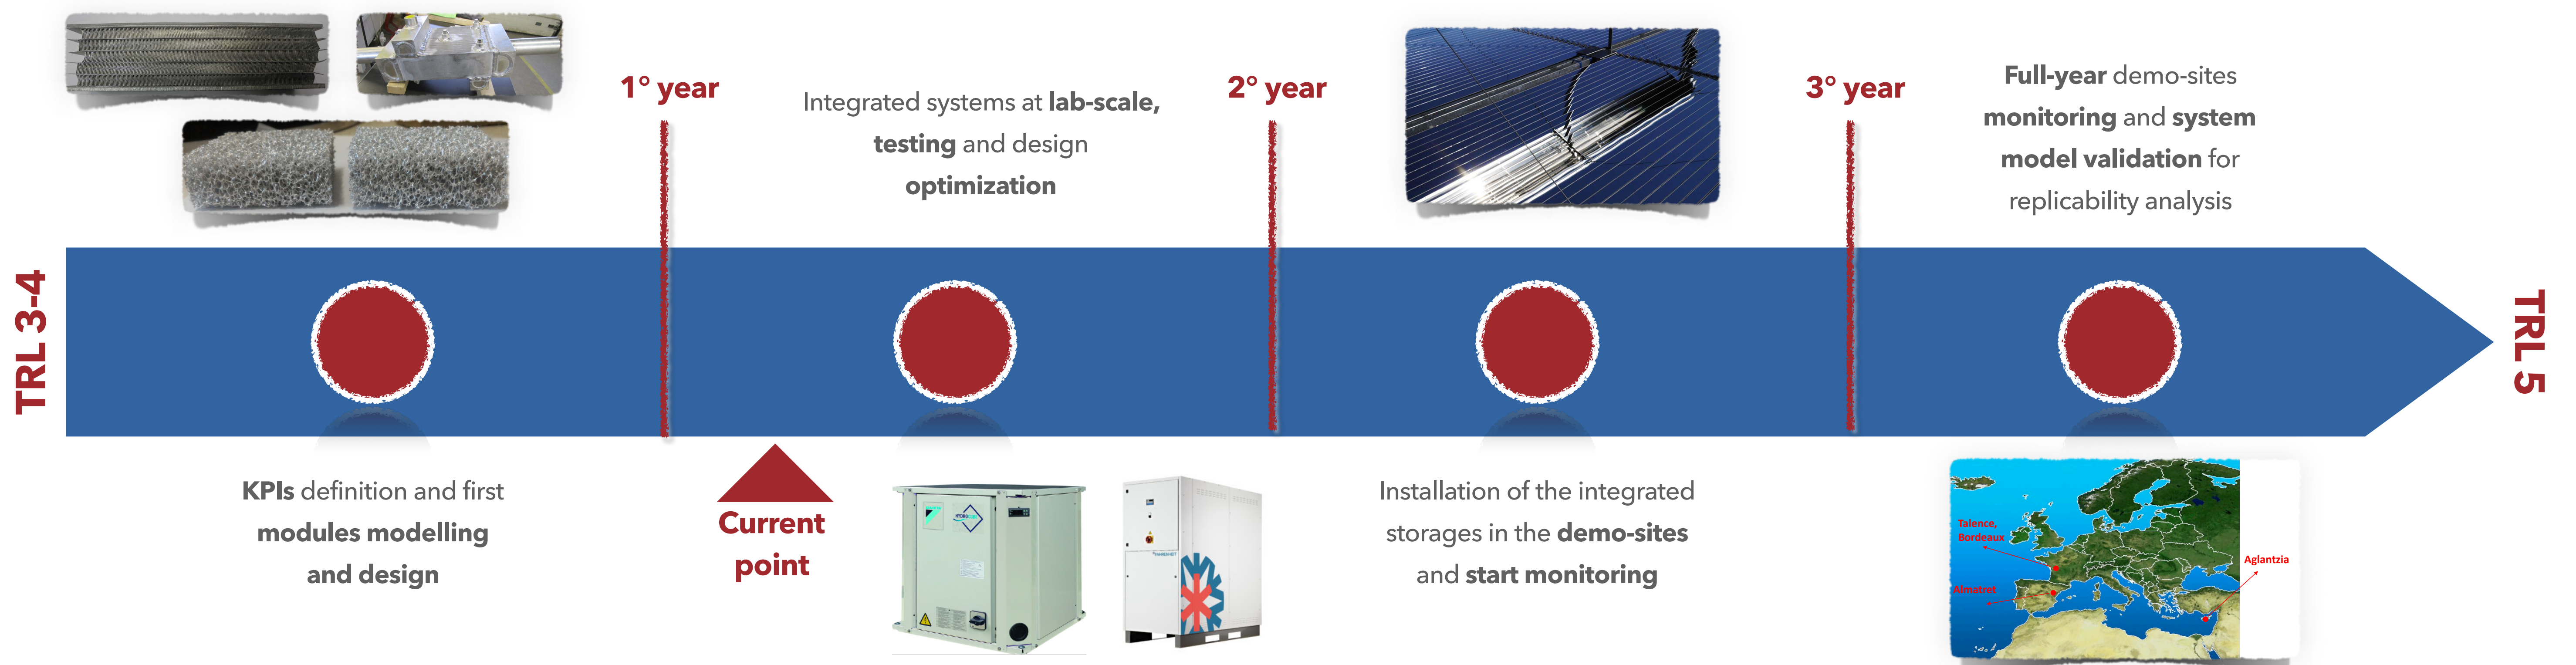 TRL 3-4
1° year
Integrated systems at lab-scale,
testing and design
optimization
2° year
3° year
Full-year demo-sites
monitoring and system
model validation for
replicability analysis
KPIs definition and first
modules modelling
and design
Current
point
Installation of the integrated
storages in the demo-sites
and start monitoring
Talence,
Bordeaux
Almatret
Aglantzia
TRL 5